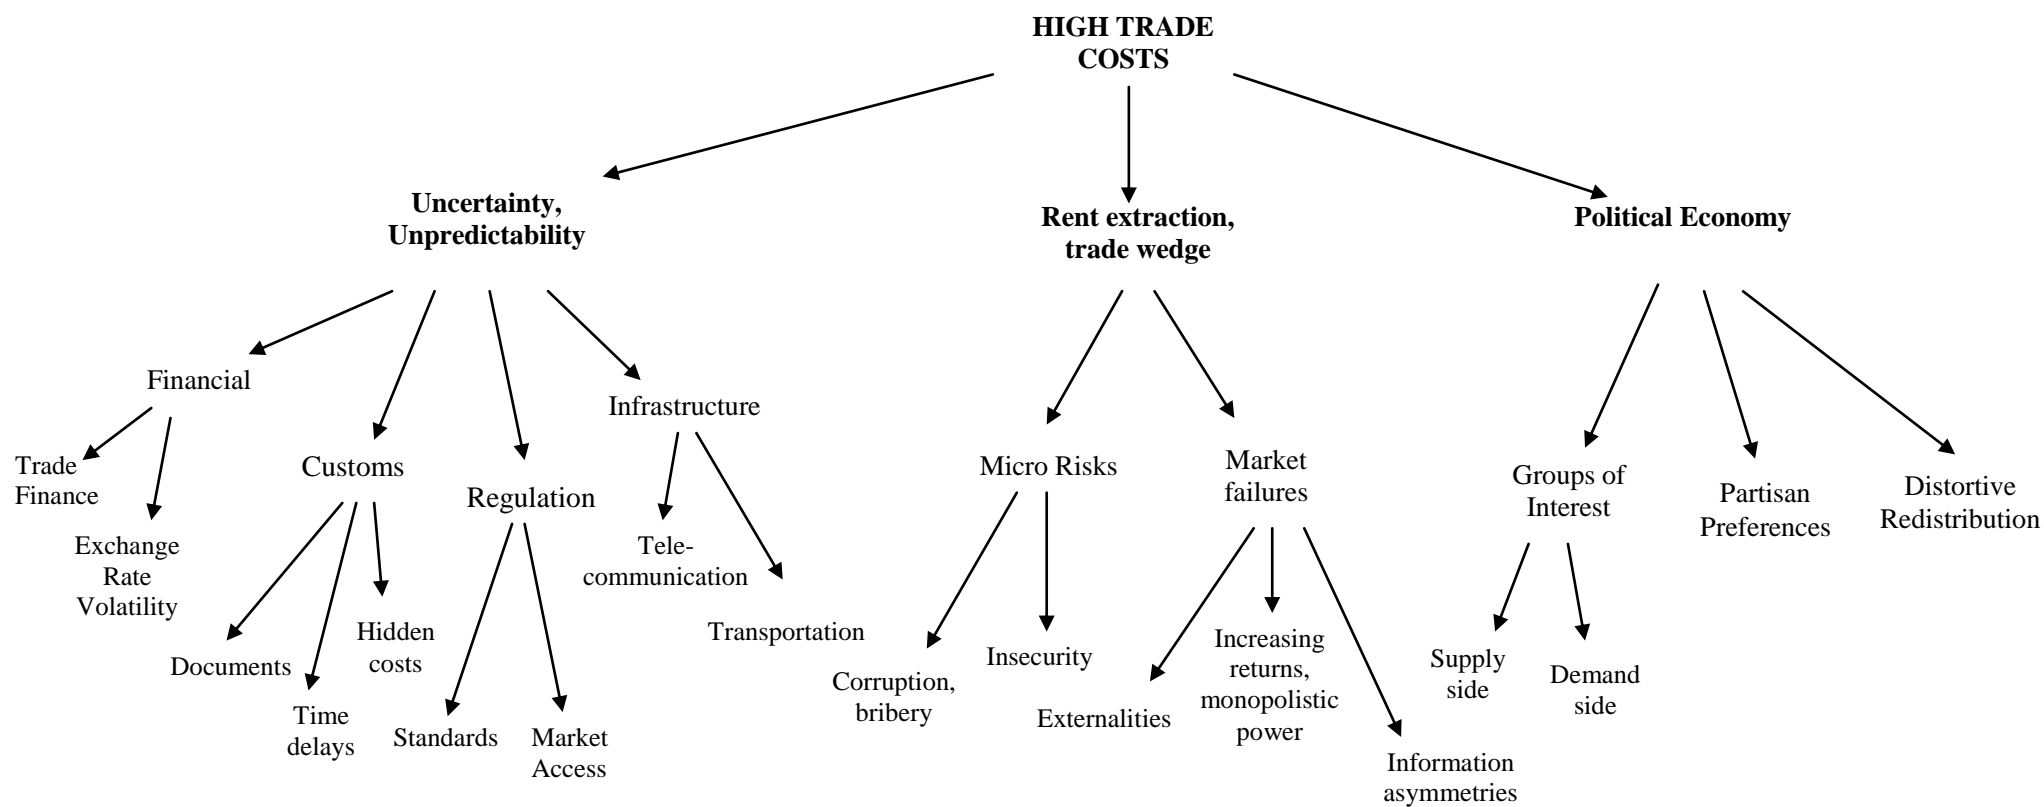 HIGH TRADE
COSTS
Uncertainty,
Unpredictability
Rent extraction,
trade wedge
Political Economy
Financial
Infrastructure
Trade
Finance
Customs
Regulation
Micro Risks
Market
failures
Groups of
Interest
Partisan
Preferences
Distortive
Redistribution
Exchange
Rate
Volatility
Tele-
communication
Documents
Hidden
costs
Transportation
Time
delays
Standards
Market
Access
Corruption,
bribery
Insecurity
Externalities
Increasing
returns,
monopolistic
power
Information
asymmetries
Supply
side
Demand
side